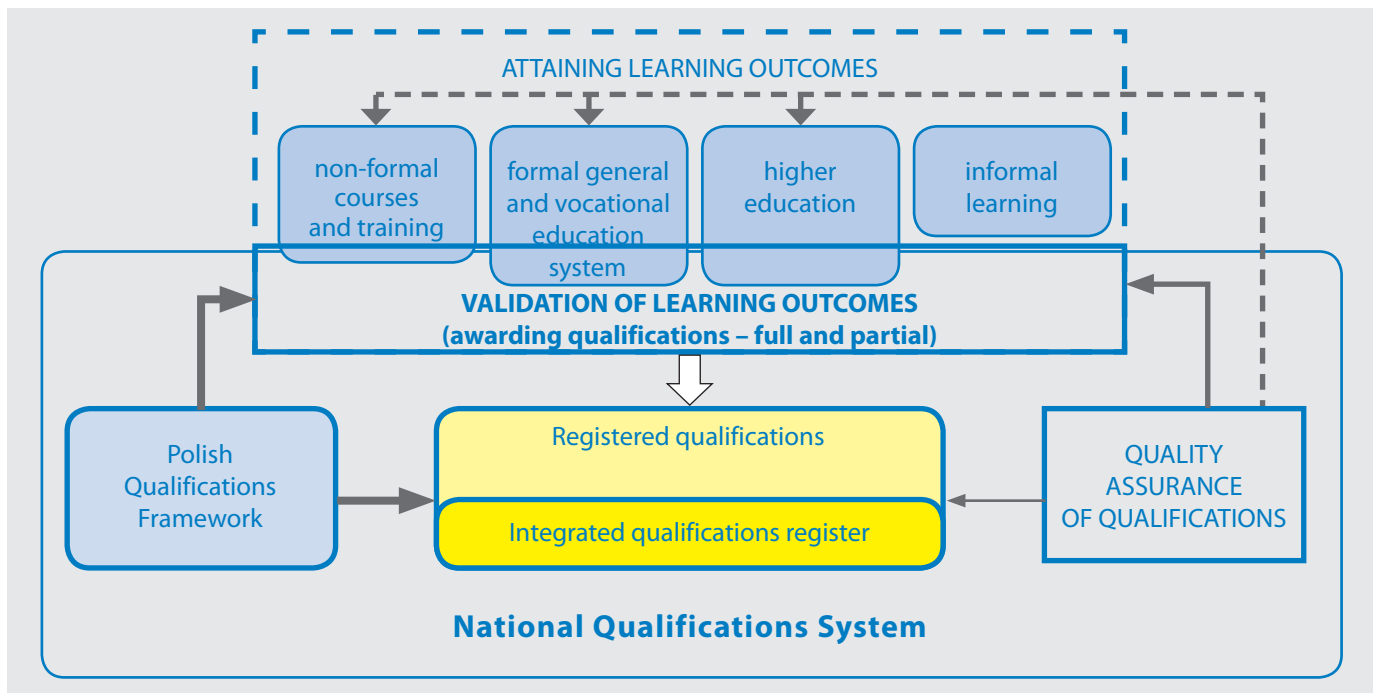 ATTAINING LEARNING OUTCOMES
non-formal
courses
and training
formal general
and vocational
education
system
higher
education
informal
learning
VALIDATION OF LEARNING OUTCOMES
(awarding qualifications – full and partial)
Polish
Qualifications
Framework
Registered qualifications
Integrated qualifications register
QUALITY
ASSURANCE
OF QUALIFICATIONS
National Qualifications System